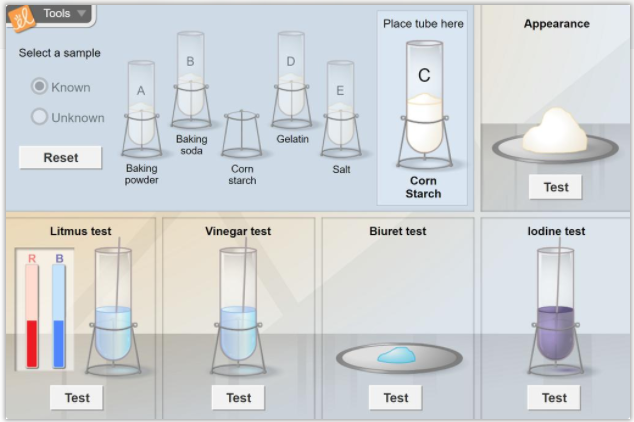 el
Tools
Select a sample
Known
Unknown
Reset
A
Baking
powder
B
Baking
soda
Corn
starch
D
Gelatin
E
Salt
Place tube here
C
Corn
Starch
Appearance
Test
Litmus test
R B
Test
Vinegar test
Test
Biuret test
Test
Iodine test
Test